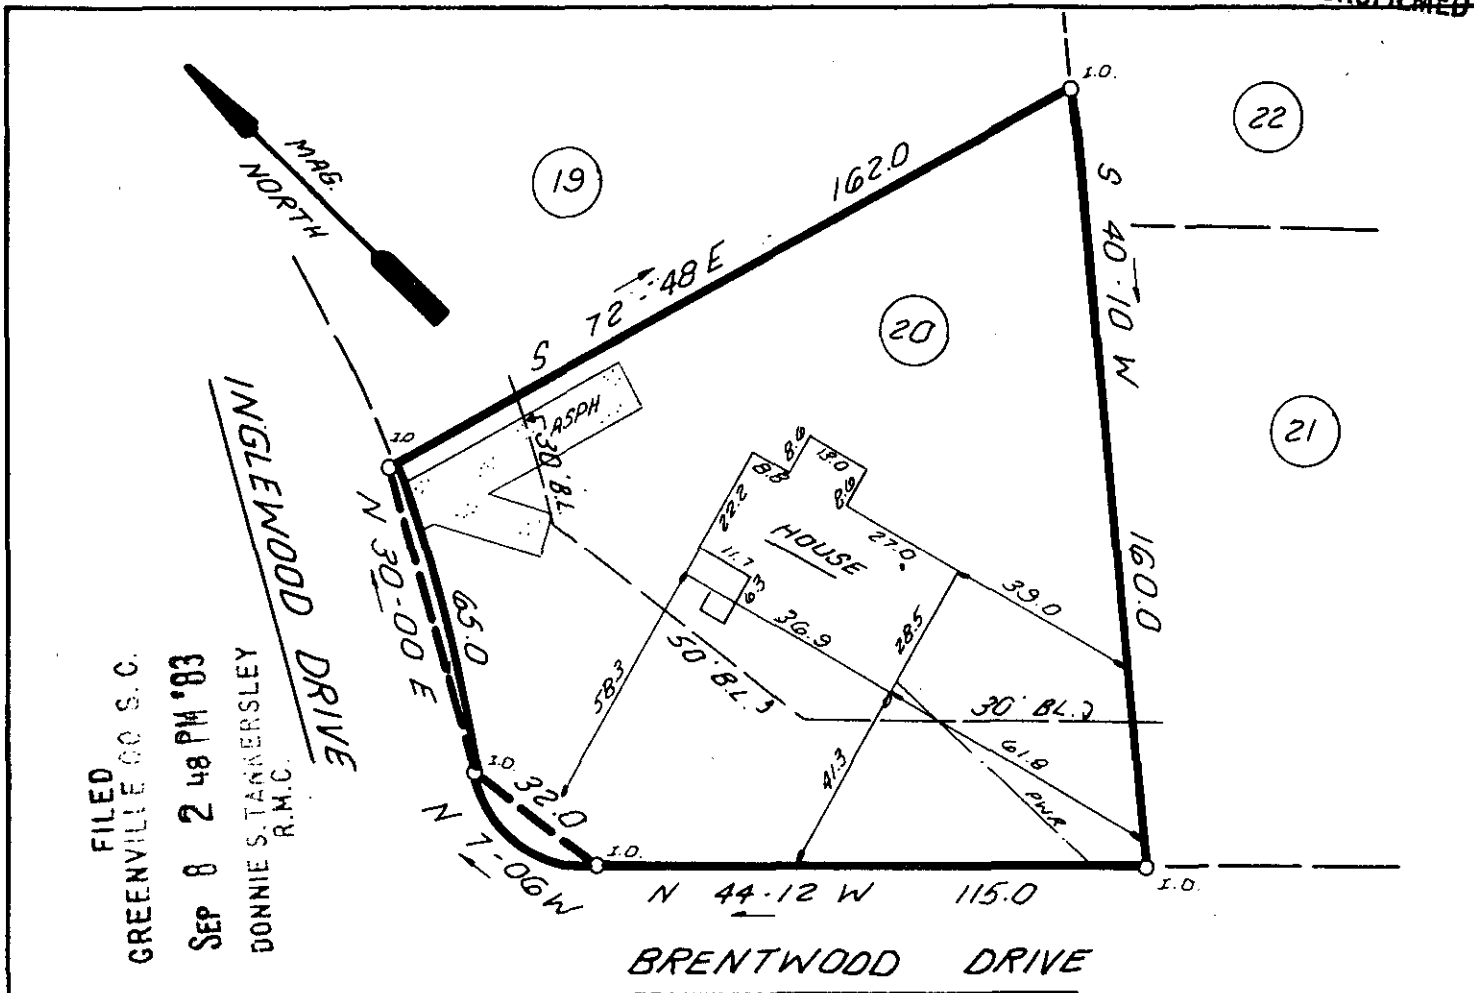 I.O.
22
MAG.
NORTH
19
162.0
S 40-10 W
S 72-48 E
20
21
ASPH
30' B.L.
I.O.
INGLEWOOD DRIVE
8.6
13.0
8.8
8.6
22.2
HOUSE
27.0
11.7
6.3
39.0
160.0
N 30-00 E
65.0
36.9
28.5
50' B.L.
58.3
30' B.L.
61.8
41.3
PWR
I.O.
32.0
N 7-06 W
I.O.
N 44-12 W 115.0
I.O.
BRENTWOOD DRIVE
FILED
GREENVILLE CO S. C.
SEP 8 2 48 PM '83
DONNIE S. TANKERSLEY
R.M.C.